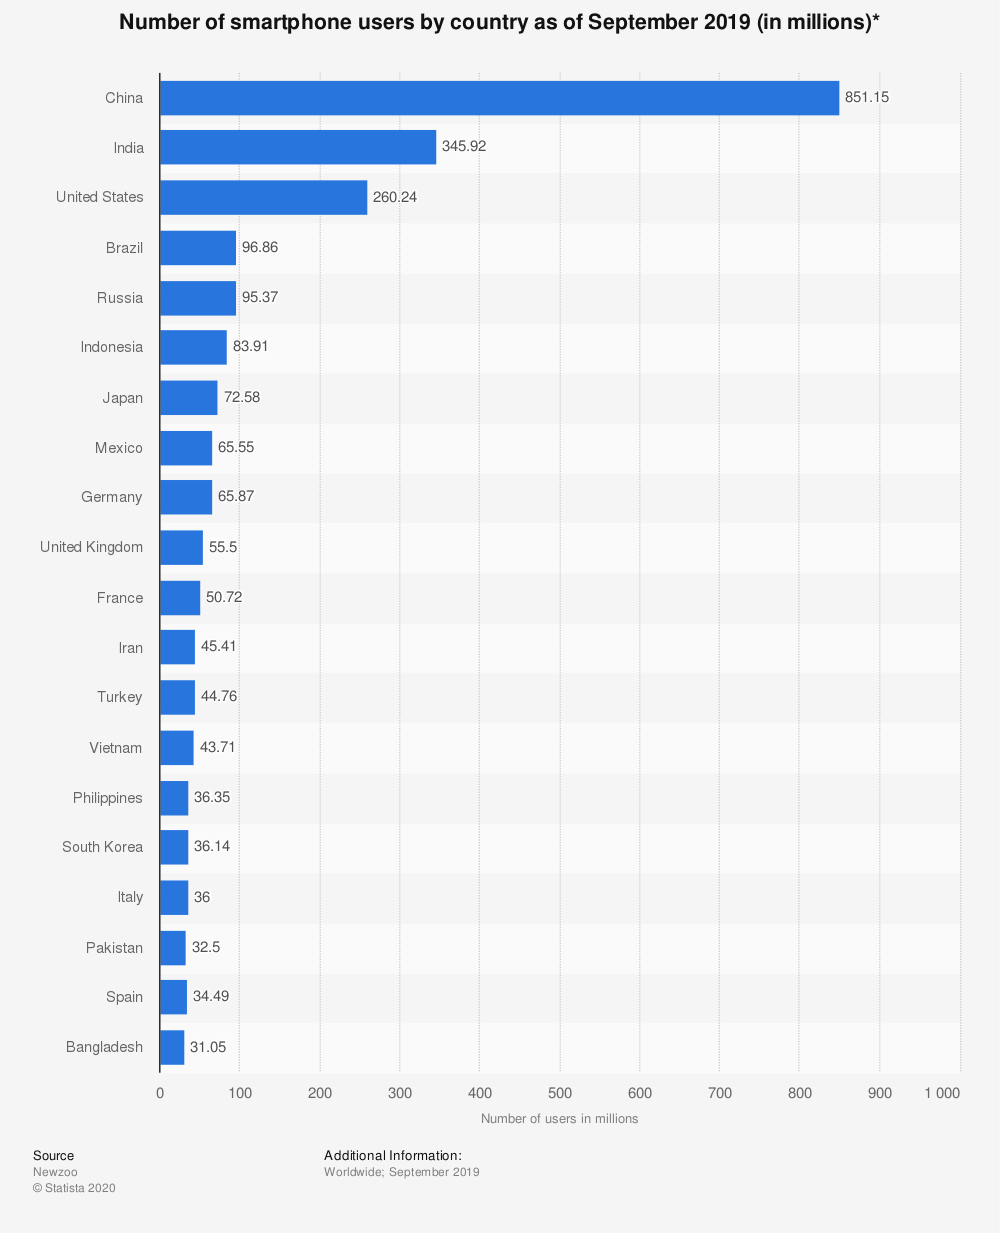 Number of smartphone users by country as of September 2019 (in millions)*
China 851.15
India 345.92
United States 260.24
Brazil 96.86
Russia 95.37
Indonesia 83.91
Japan 72.58
Mexico 65.55
Germany 65.87
United Kingdom 55.5
France 50.72
Iran 45.41
Turkey 44.76
Vietnam 43.71
Philippines 36.35
South Korea 36.14
Italy 36
Pakistan 32.5
Spain 34.49
Bangladesh 31.05
0 100 200 300 400 500 600 700 800 900 1 000
Number of users in millions
Source
Newzoo
© Statista 2020
Additional Information:
Worldwide; September 2019